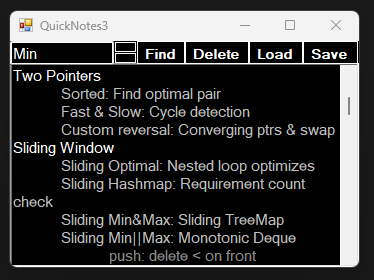 QuickNotes3
Min Find Delete Load Save
Two Pointers
Sorted: Find optimal pair
Fast & Slow: Cycle detection
Custom reversal: Converging ptrs & swap
Sliding Window
Sliding Optimal: Nested loop optimizes
Sliding Hashmap: Requirement count
check
Sliding Min&Max: Sliding TreeMap
Sliding Min||Max: Monotonic Deque
push: delete < on front